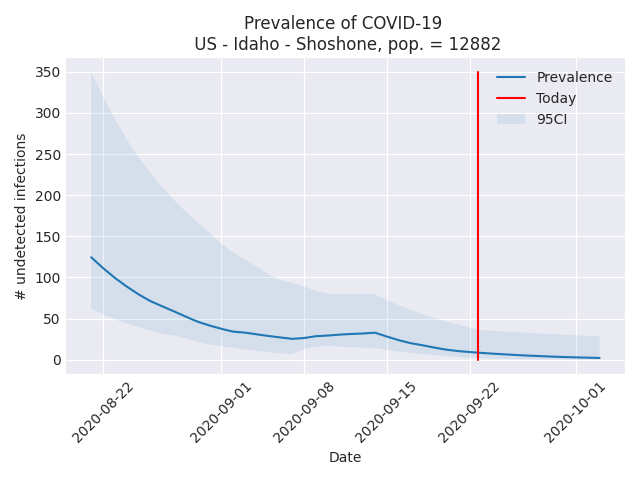 Prevalence of COVID-19
US - Idaho - Shoshone, pop. = 12882
350
300
250
200
150
100
50
0
# undetected infections
Prevalence
Today
95CI
2020-08-22
2020-09-01
2020-09-08
2020-09-15
2020-09-22
2020-10-01
Date